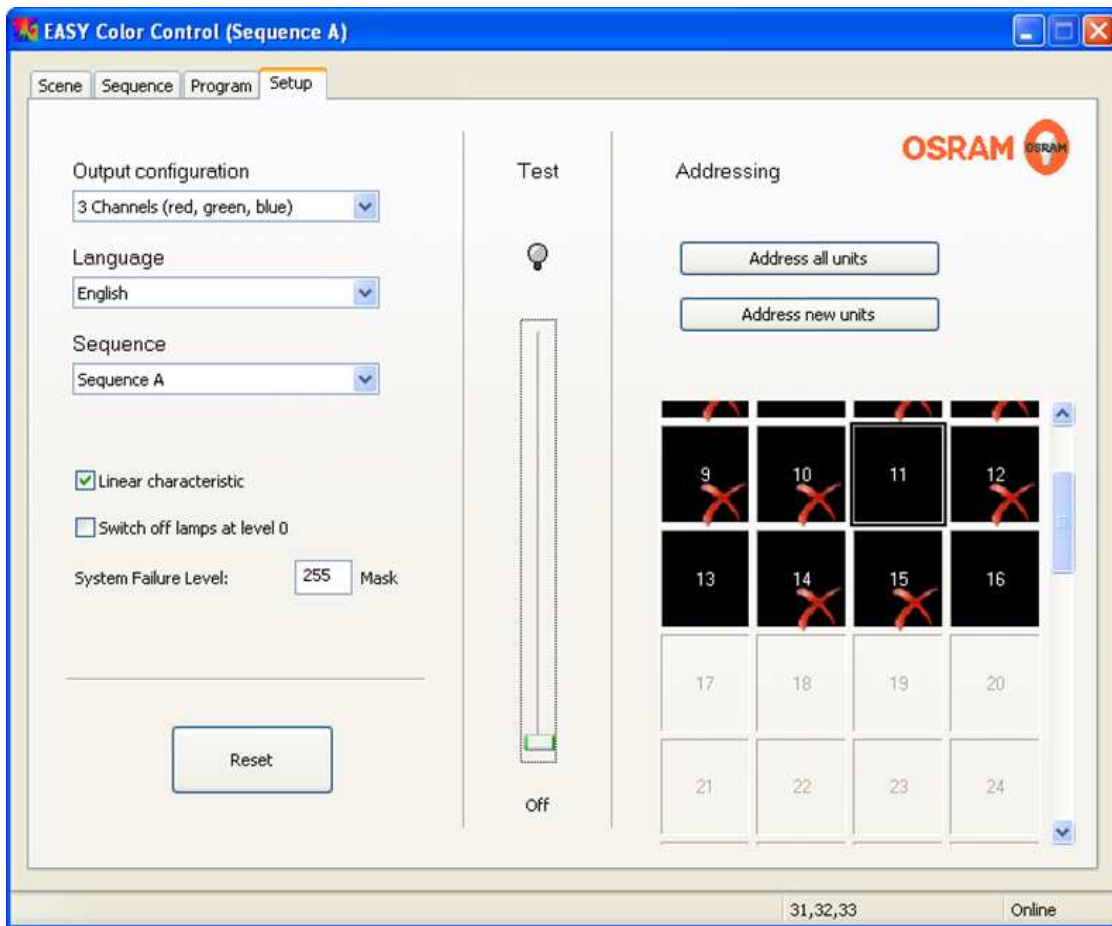 EASY Color Control (Sequence A)
Scene
Sequence
Program
Setup
OSRAM
OSRAM
Output configuration
3 Channels (red, green, blue)
Language
English
Sequence
Sequence A
Linear characteristic
Switch off lamps at level 0
System Failure Level: 255 Mask
Reset
Test
Off
Addressing
Address all units
Address new units
9 10 11 12
13 14 15 16
17 18 19 20
21 22 23 24
31,32,33
Online